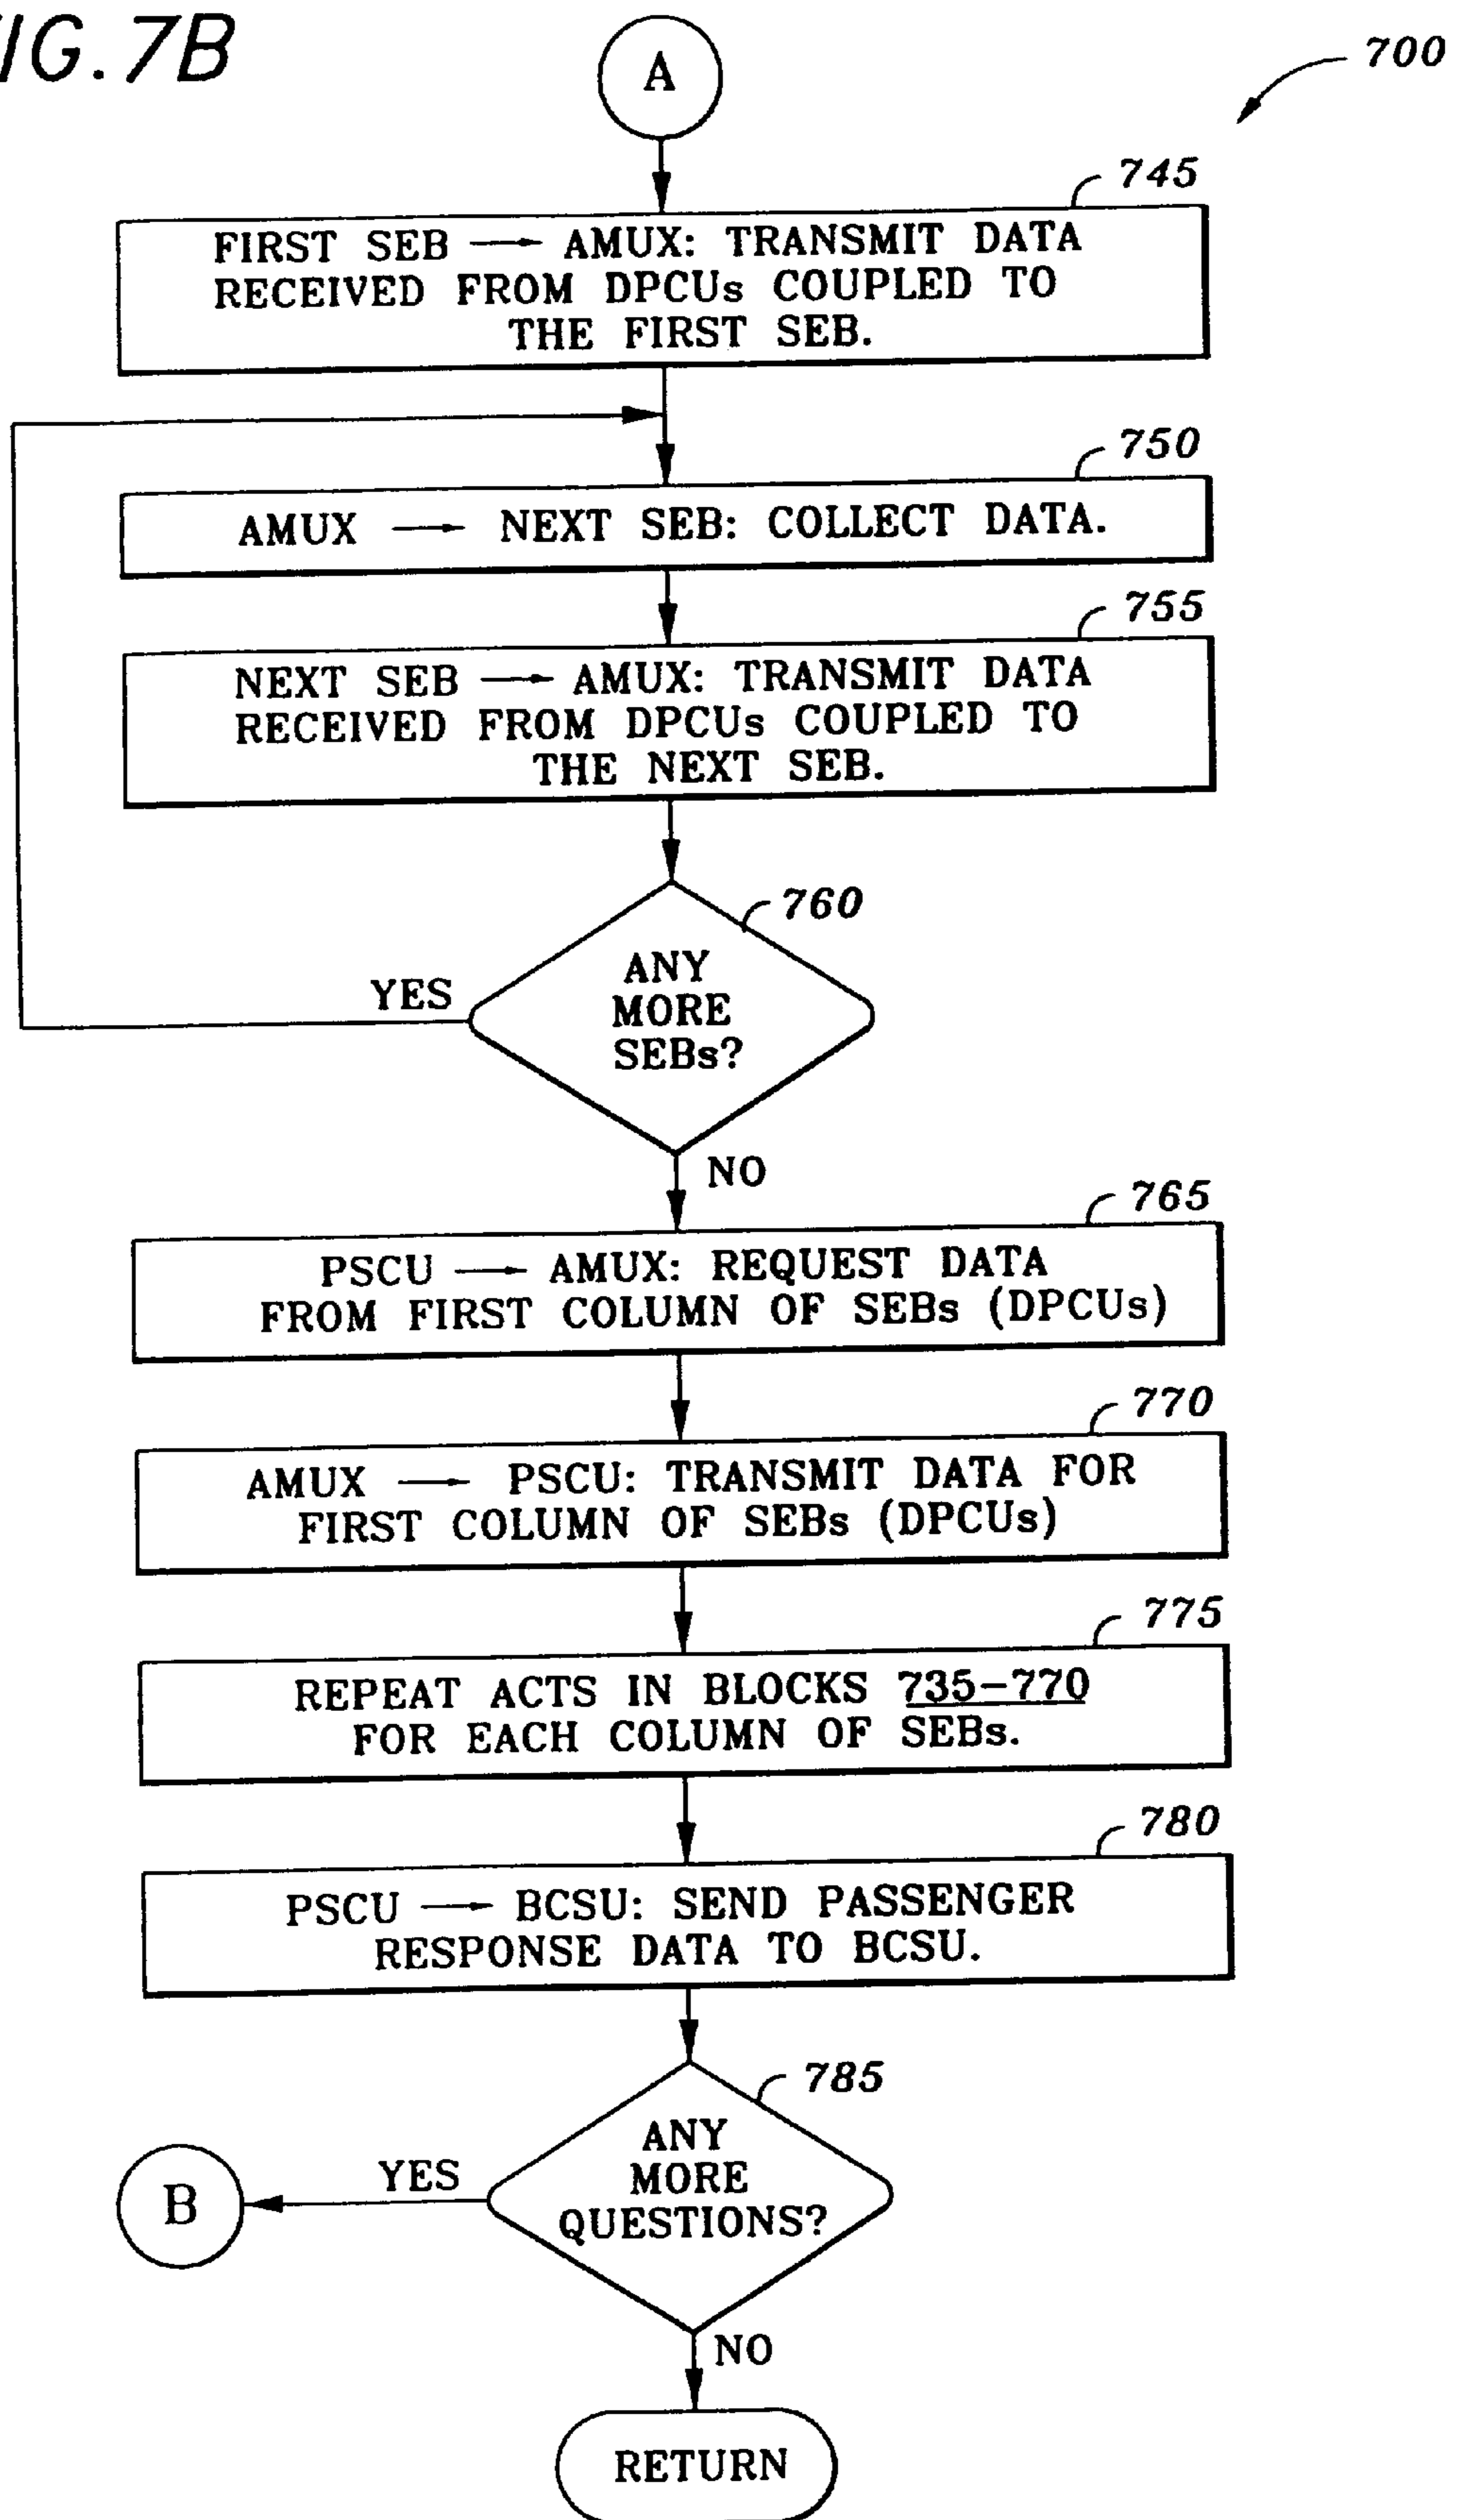 IG. 7B
A
700
745
FIRST SEB → AMUX: TRANSMIT DATA
RECEIVED FROM DPCUs COUPLED TO
THE FIRST SEB.
750
AMUX → NEXT SEB: COLLECT DATA.
755
NEXT SEB → AMUX: TRANSMIT DATA
RECEIVED FROM DPCUs COUPLED TO
THE NEXT SEB.
760
ANY
MORE
SEBs?
YES
NO
765
PSCU → AMUX: REQUEST DATA
FROM FIRST COLUMN OF SEBs (DPCUs)
770
AMUX → PSCU: TRANSMIT DATA FOR
FIRST COLUMN OF SEBs (DPCUs)
775
REPEAT ACTS IN BLOCKS 735-770
FOR EACH COLUMN OF SEBs.
780
PSCU → BCSU: SEND PASSENGER
RESPONSE DATA TO BCSU.
785
ANY
MORE
QUESTIONS?
YES
B
NO
RETURN